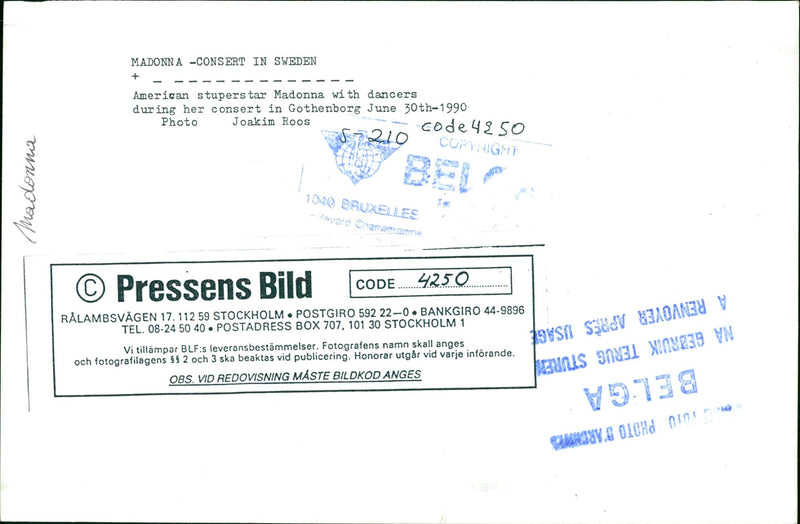 MADONNA -CONSERT IN SWEDEN
+ - - - - - - - - - - - - - -
American stuperstar Madonna with dancers
during her consert in Gothenborg June 30th-1990
Photo Joakim Roos
S-210 code 4250
COPYRIGHT
1040 BRUXELLES
Madonna
© Pressens Bild
CODE 4250
RÅLAMBSVÄGEN 17. 112 59 STOCKHOLM • POSTGIRO 592 22-0 • BANKGIRO 44-9896
TEL. 08-24 50 40 • POSTADRESS BOX 707, 101 30 STOCKHOLM 1
Vi tillämpar BLF:s leveransbestämmelser. Fotografens namn skall anges
och fotografilagens §§ 2 och 3 ska beaktas vid publicering. Honorar utgår vid varje införande.
OBS. VID REDOVISNING MÅSTE BILDKOD ANGES
FOTO PHOTO D'ARCHIVES
BELGA
NA GEBRUIK TERUG STUREN
A RENVOYER APRÈS USAGE